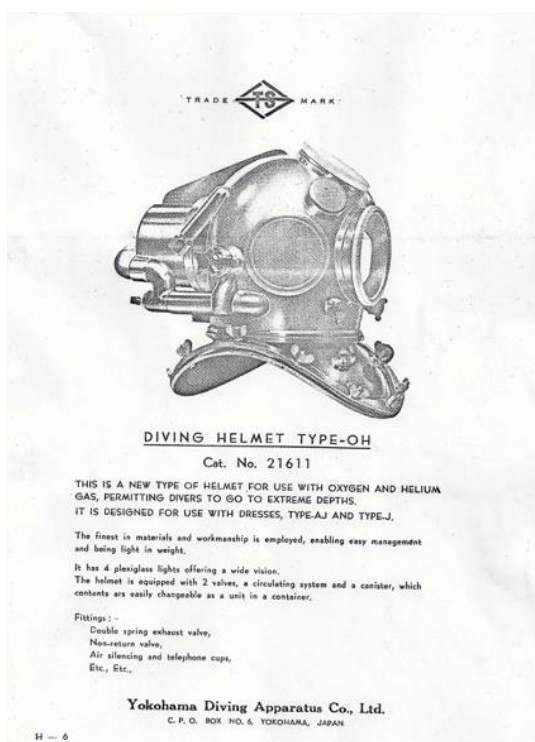 TRADE TS MARK
DIVING HELMET TYPE-OH
Cat. No. 21611
THIS IS A NEW TYPE OF HELMET FOR USE WITH OXYGEN AND HELIUM
GAS, PERMITTING DIVERS TO GO TO EXTREME DEPTHS.
IT IS DESIGNED FOR USE WITH DRESSES, TYPE-AJ AND TYPE-J.
The finest in materials and workmanship is employed, enabling easy management
and being light in weight.
It has 4 plexiglass lights offering a wide vision.
The helmet is equipped with 2 valves, a circulating system and a canister, which
contents are easily changeable as a unit in a container.
Fittings : -
Double spring exhaust valve,
Non-return valve,
Air silencing and telephone cups,
Etc., Etc.,
Yokohama Diving Apparatus Co., Ltd.
C. P. O. BOX NO. 6, YOKOHAMA, JAPAN
H — 6